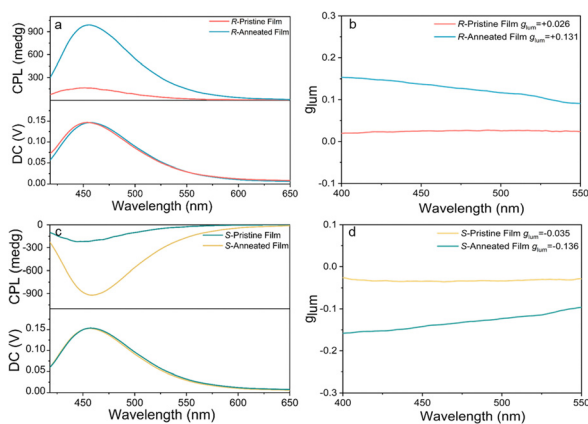 a
R-Pristine Film
R-Anneated Film
CPL (medg)
900
600
300
DC (V)
0.15
0.10
0.05
0.00
450 500 550 600 650
Wavelength (nm)
b
R-Pristine Film glum=+0.026
R-Anneated Film glum=+0.131
glum
0.3
0.2
0.1
0.0
-0.1
400 450 500 550
Wavelength (nm)
c
S-Pristine Film
S-Anneated Film
CPL (medg)
0
-300
-600
-900
DC (V)
0.15
0.10
0.05
0.00
450 500 550 600 650
Wavelength (nm)
d
S-Pristine Film glum=-0.035
S-Anneated Film glum=-0.136
glum
0.1
0.0
-0.1
-0.2
-0.3
400 450 500 550
Wavelength (nm)